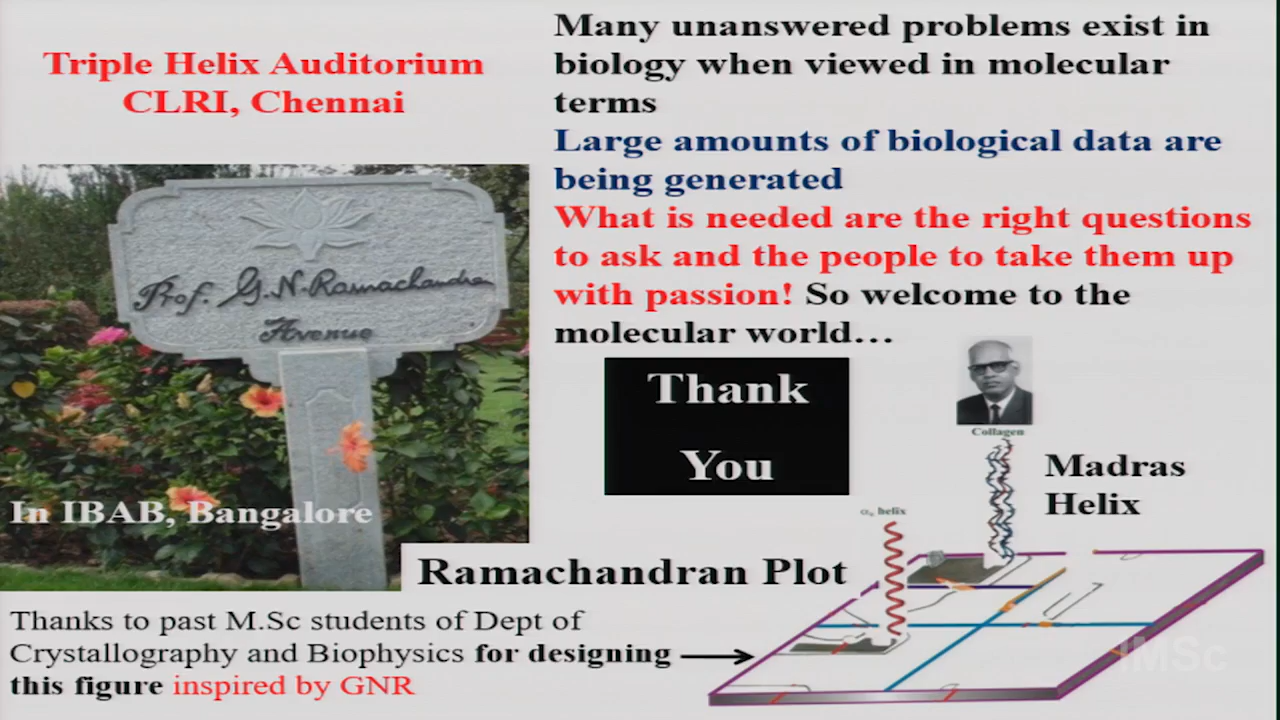 Triple Helix Auditorium
CLRI, Chennai
Many unanswered problems exist in
biology when viewed in molecular
terms
Large amounts of biological data are
being generated
What is needed are the right questions
to ask and the people to take them up
with passion! So welcome to the
molecular world…
Prof. G.N. Ramachandran
Avenue
In IBAB, Bangalore
Thank
You
Collagen
Madras
Helix
αR helix
Ramachandran Plot
Thanks to past M.Sc students of Dept of
Crystallography and Biophysics for designing
this figure inspired by GNR
IMSc